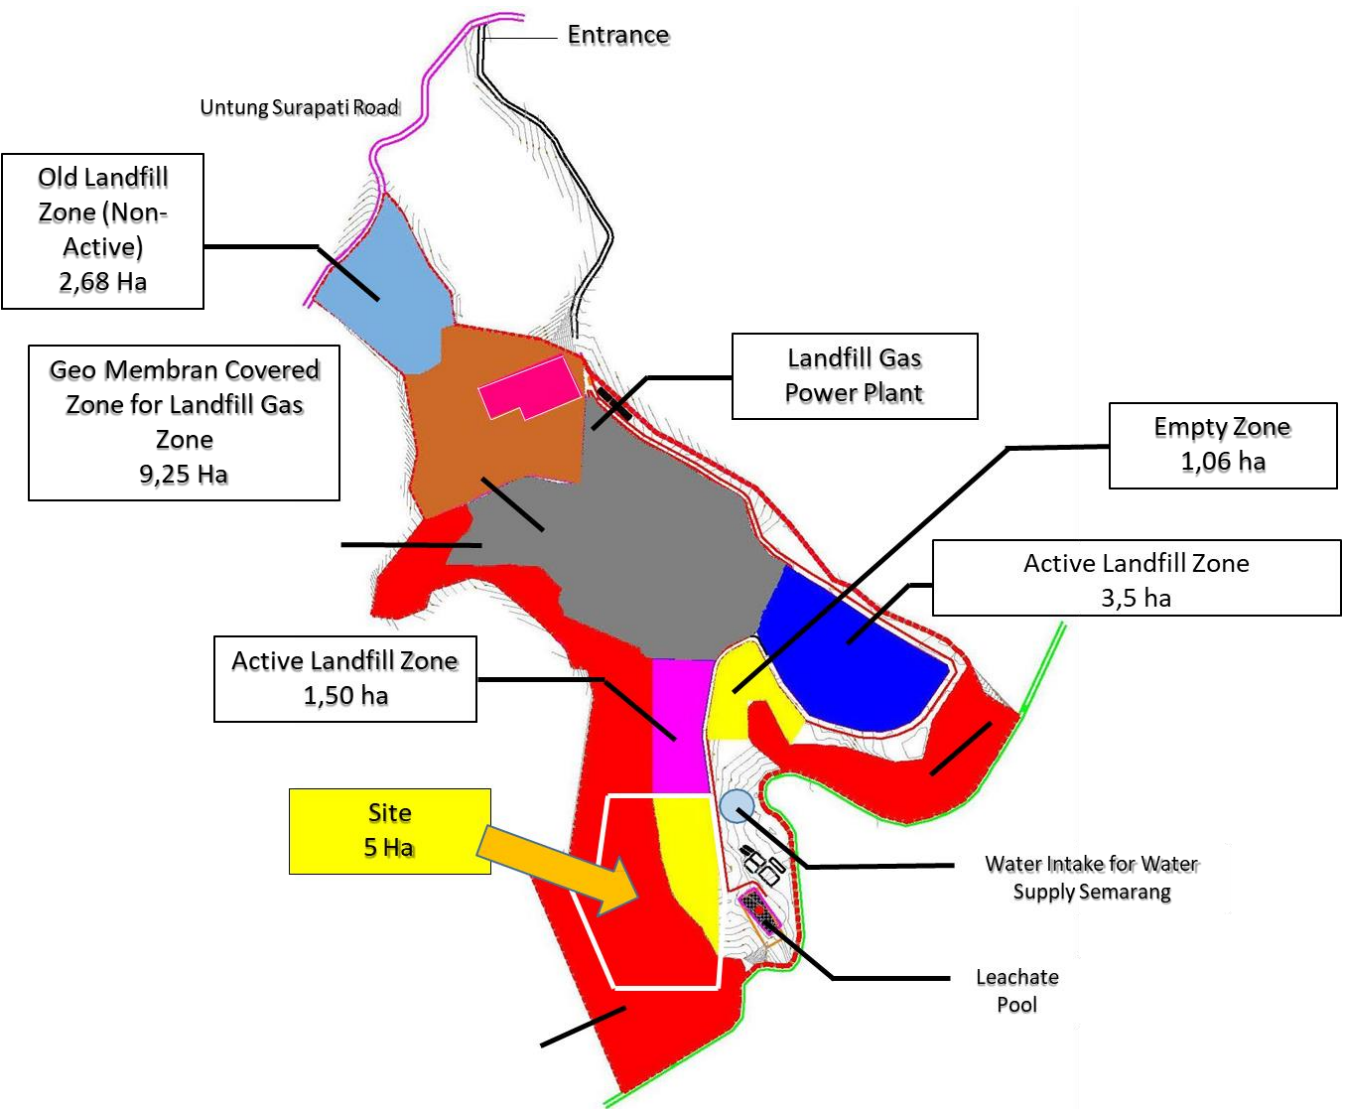 Entrance
Untung Surapati Road
Old Landfill
Zone (Non-
Active)
2,68 Ha
Geo Membran Covered
Zone for Landfill Gas
Zone
9,25 Ha
Landfill Gas
Power Plant
Empty Zone
1,06 ha
Active Landfill Zone
3,5 ha
Active Landfill Zone
1,50 ha
Site
5 Ha
Water Intake for Water
Supply Semarang
Leachate
Pool